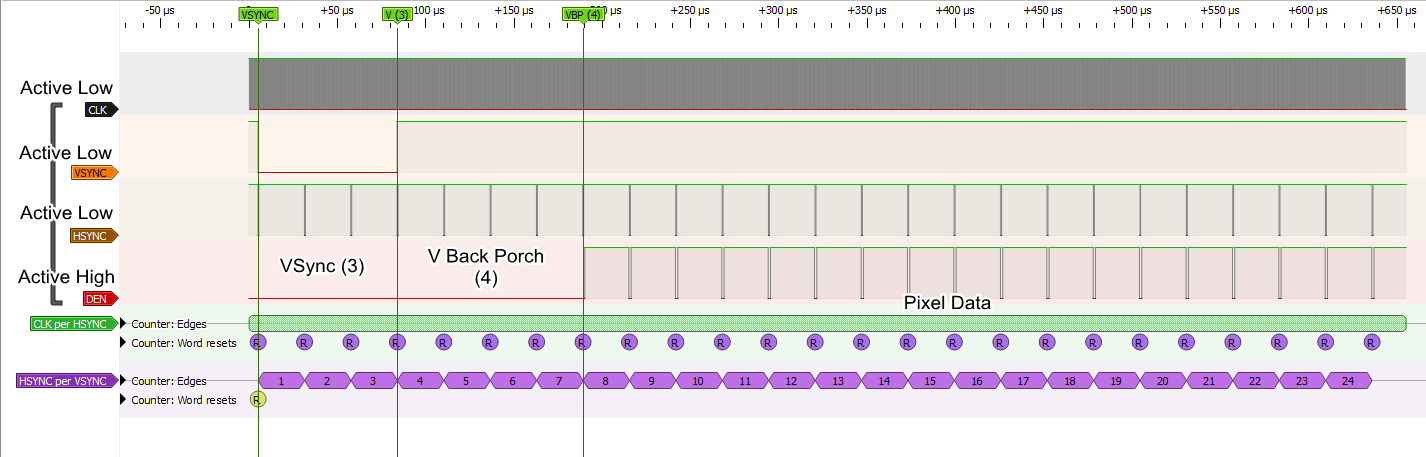 -50 µs +50 µs +100 µs +150 µs +200 µs +250 µs +300 µs +350 µs +400 µs +450 µs +500 µs +550 µs +600 µs +650 µs
VSYNC V (3) VBP (4)
Active Low
CLK
Active Low
VSYNC
Active Low
HSYNC
Active High
DEN
VSync (3)
V Back Porch
(4)
Pixel Data
CLK per HSYNC Counter: Edges
Counter: Word resets R R R R R R R R R R R R R R R R R R R R R R R R R
HSYNC per VSYNC Counter: Edges 1 2 3 4 5 6 7 8 9 10 11 12 13 14 15 16 17 18 19 20 21 22 23 24
Counter: Word resets R